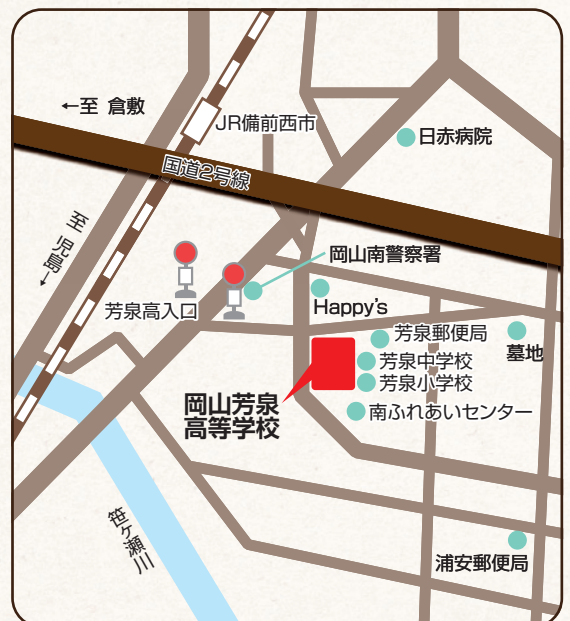 ←至 倉敷
JR備前西市
日赤病院
国道2号線
至 児島→
岡山南警察署
芳泉高入口
Happy's
芳泉郵便局
墓地
芳泉中学校
芳泉小学校
岡山芳泉
高等学校
南ふれあいセンター
笹ヶ瀬川
浦安郵便局